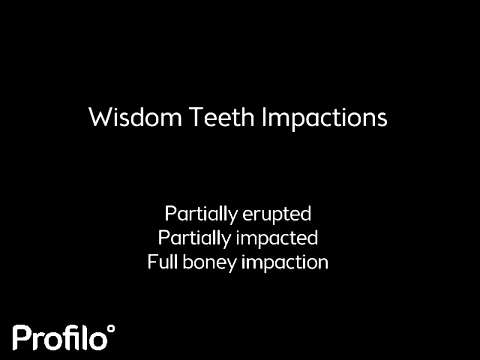 Wisdom Teeth Impactions
Partially erupted
Partially impacted
Full boney impaction
Profilo°